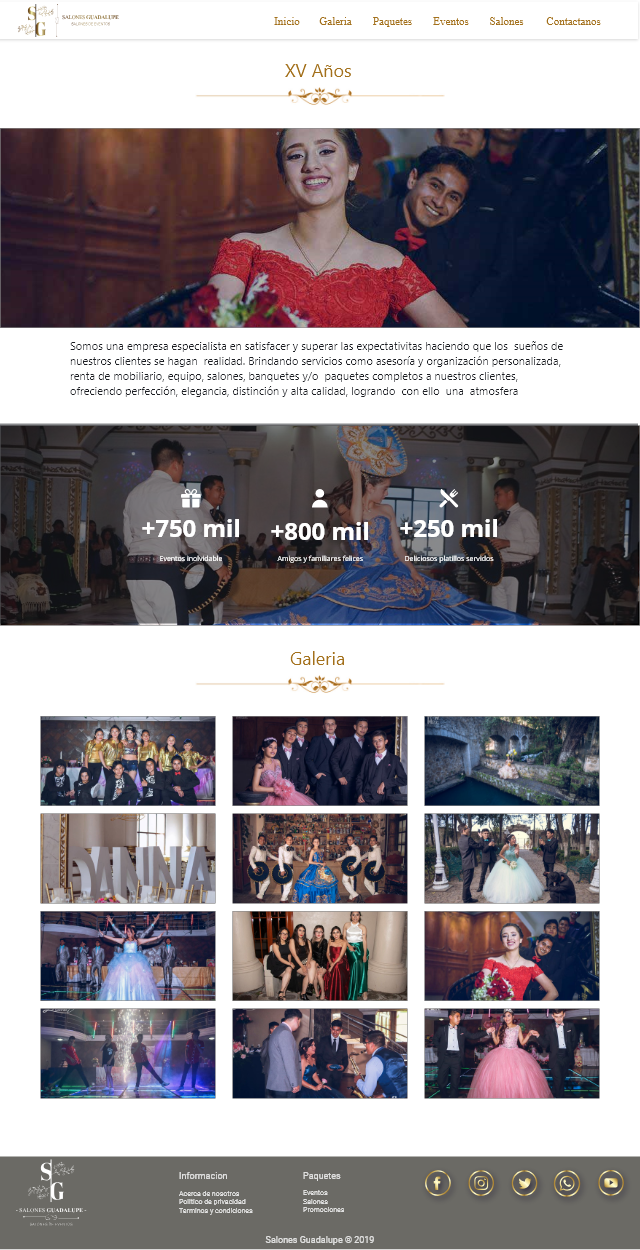 S
G
SALONES GUADALUPE
SALONES DE EVENTOS
Inicio Galeria Paquetes Eventos Salones Contactanos
XV Años
Somos una empresa especialista en satisfacer y superar las expectativitas haciendo que los sueños de
nuestros clientes se hagan realidad. Brindando servicios como asesoría y organización personalizada,
renta de mobiliario, equipo, salones, banquetes y/o paquetes completos a nuestros clientes,
ofreciendo perfección, elegancia, distinción y alta calidad, logrando con ello una atmosfera
+750 mil +800 mil +250 mil
Eventos inolvidable Amigos y familiares felices Deliciosos platillos servidos
Galeria
DANNA
S
G
- SALONES GUADALUPE -
SALONES DE EVENTOS
Informacion
Acerca de nosotros
Politico de privacidad
Terminos y condiciones
Paquetes
Eventos
Salones
Promociones
Salones Guadalupe © 2019